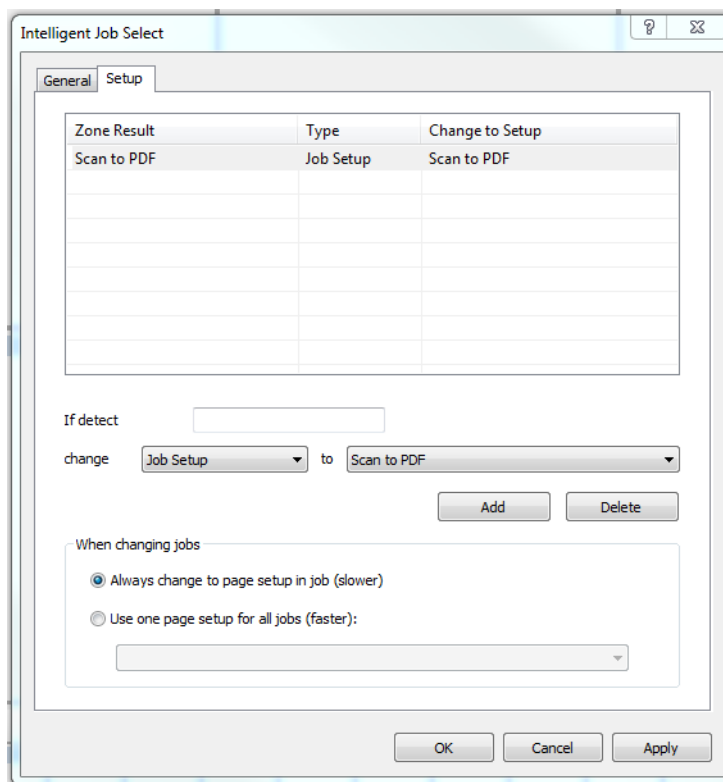 Intelligent Job Select
General Setup
Zone Result Type Change to Setup
Scan to PDF Job Setup Scan to PDF
If detect
change Job Setup to Scan to PDF
Add Delete
When changing jobs
Always change to page setup in job (slower)
Use one page setup for all jobs (faster):
OK Cancel Apply